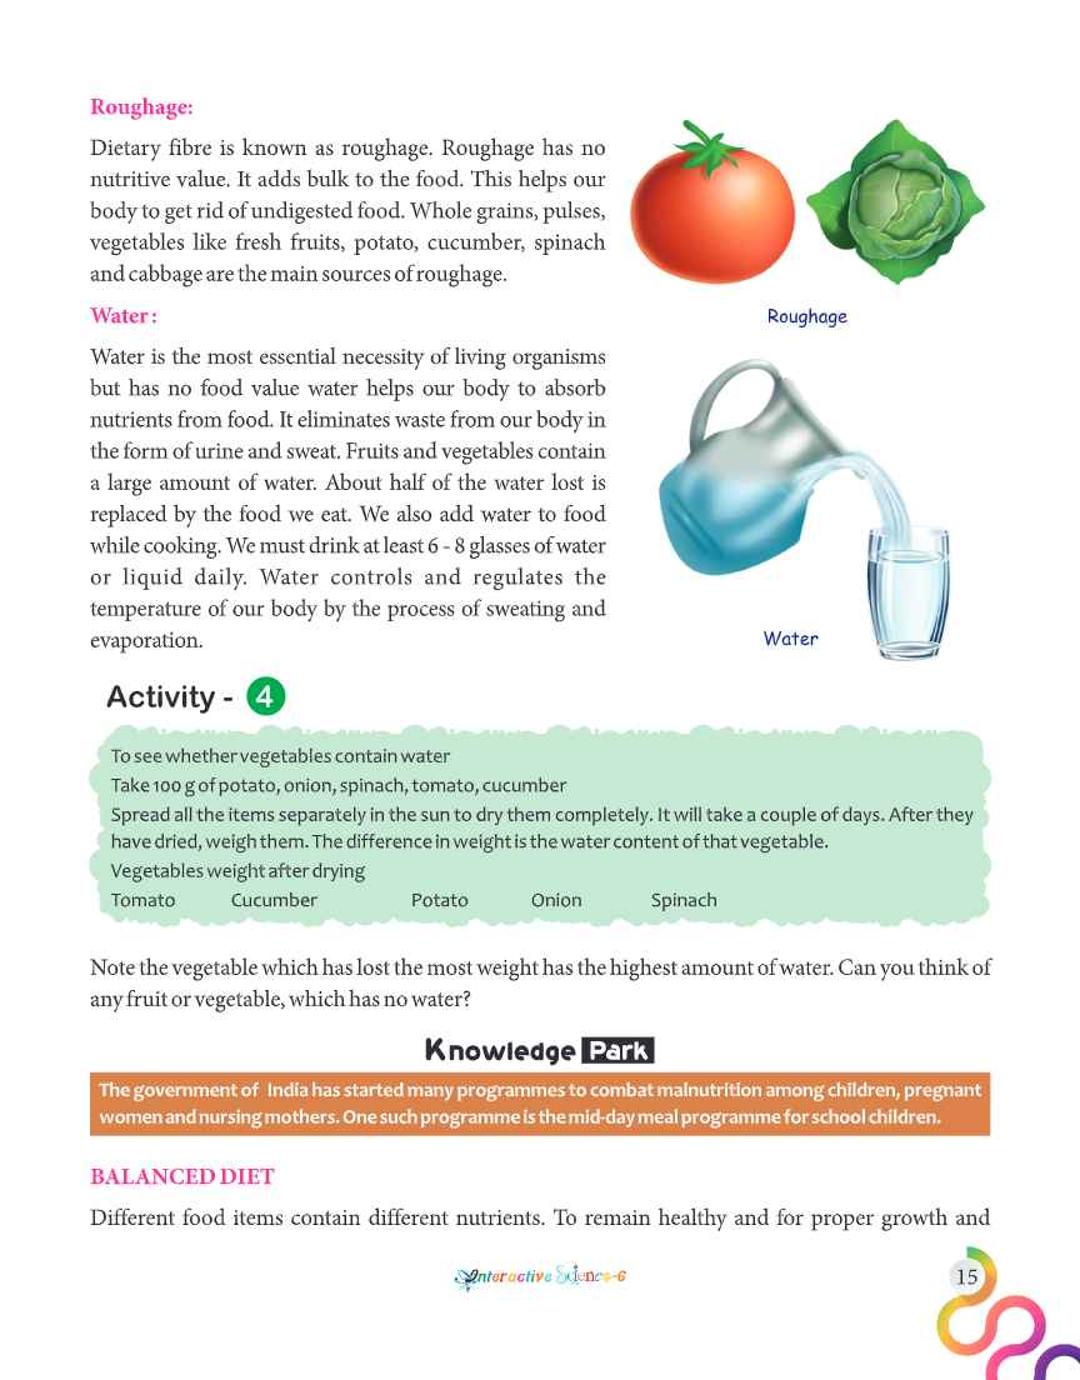 Roughage:
Dietary fibre is known as roughage. Roughage has no
nutritive value. It adds bulk to the food. This helps our
body to get rid of undigested food. Whole grains, pulses,
vegetables like fresh fruits, potato, cucumber, spinach
and cabbage are the main sources of roughage.
Roughage
Water :
Water is the most essential necessity of living organisms
but has no food value water helps our body to absorb
nutrients from food. It eliminates waste from our body in
the form of urine and sweat. Fruits and vegetables contain
a large amount of water. About half of the water lost is
replaced by the food we eat. We also add water to food
while cooking. We must drink at least 6 - 8 glasses of water
or liquid daily. Water controls and regulates the
temperature of our body by the process of sweating and
evaporation.
Water
Activity - 4
To see whether vegetables contain water
Take 100 g of potato, onion, spinach, tomato, cucumber
Spread all the items separately in the sun to dry them completely. It will take a couple of days. After they
have dried, weigh them. The difference in weight is the water content of that vegetable.
Vegetables weight after drying
Tomato Cucumber Potato Onion Spinach
Note the vegetable which has lost the most weight has the highest amount of water. Can you think of
any fruit or vegetable, which has no water?
Knowledge Park
The government of India has started many programmes to combat malnutrition among children, pregnant
women and nursing mothers. One such programme is the mid-day meal programme for school children.
BALANCED DIET
Different food items contain different nutrients. To remain healthy and for proper growth and
Interactive Science-6
15